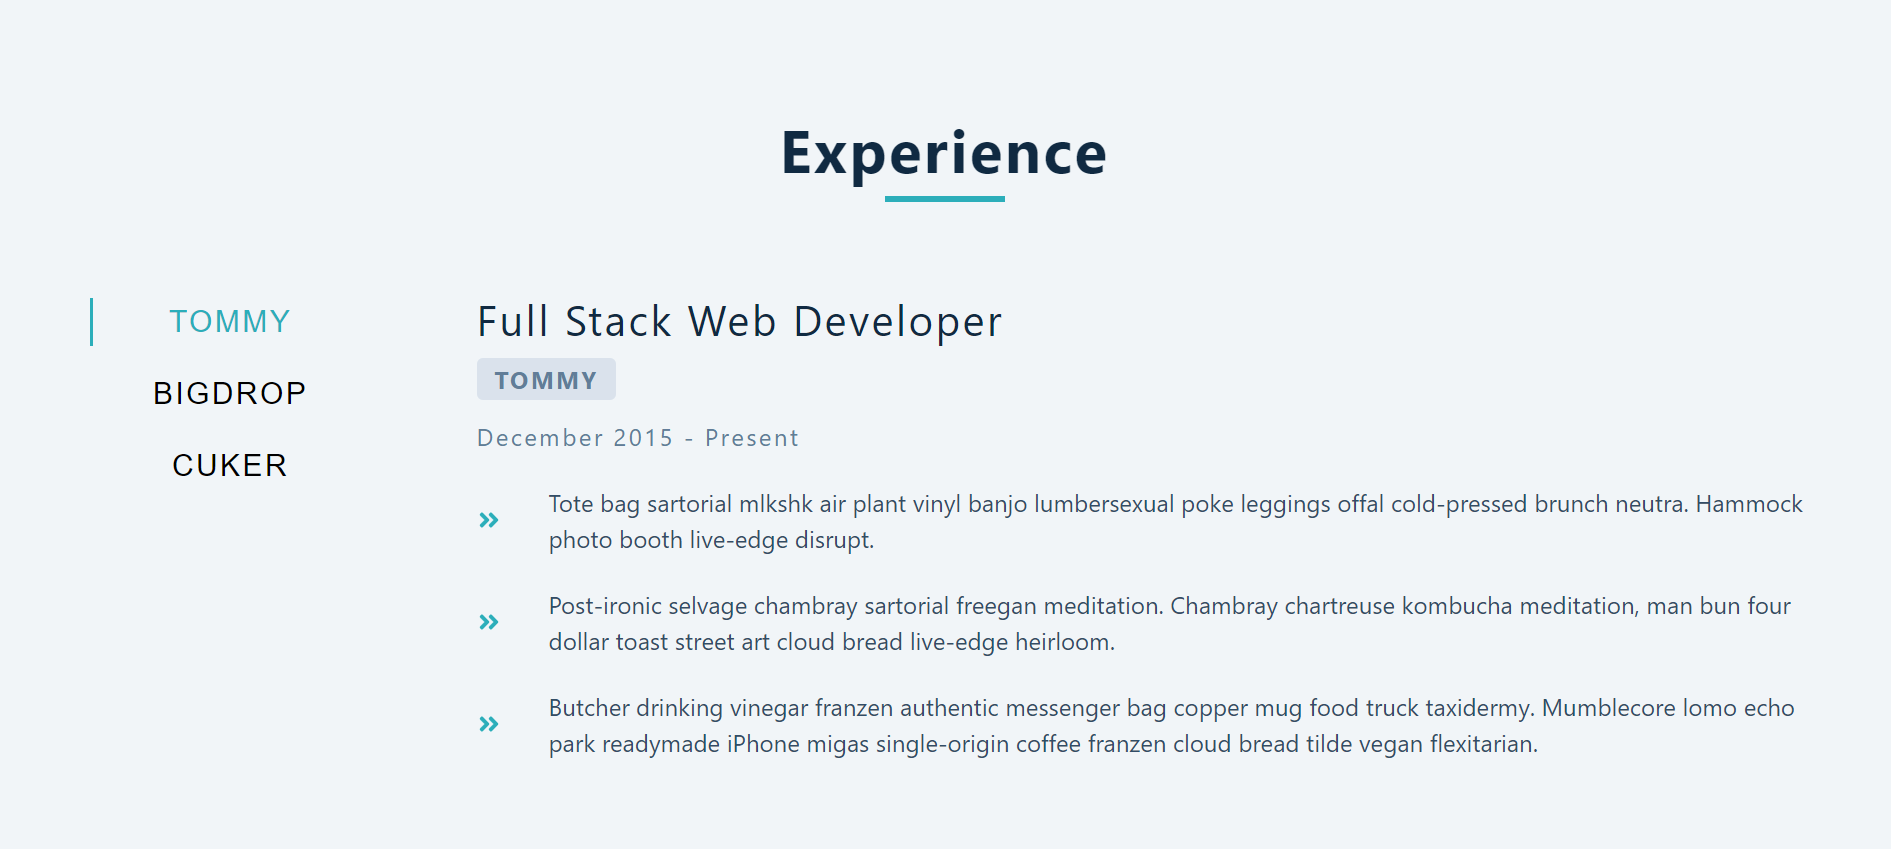 Experience
TOMMY
BIGDROP
CUKER
Full Stack Web Developer
TOMMY
December 2015 - Present
Tote bag sartorial mlkshk air plant vinyl banjo lumbersexual poke leggings offal cold-pressed brunch neutra. Hammock
photo booth live-edge disrupt.
Post-ironic selvage chambray sartorial freegan meditation. Chambray chartreuse kombucha meditation, man bun four
dollar toast street art cloud bread live-edge heirloom.
Butcher drinking vinegar franzen authentic messenger bag copper mug food truck taxidermy. Mumblecore lomo echo
park readymade iPhone migas single-origin coffee franzen cloud bread tilde vegan flexitarian.